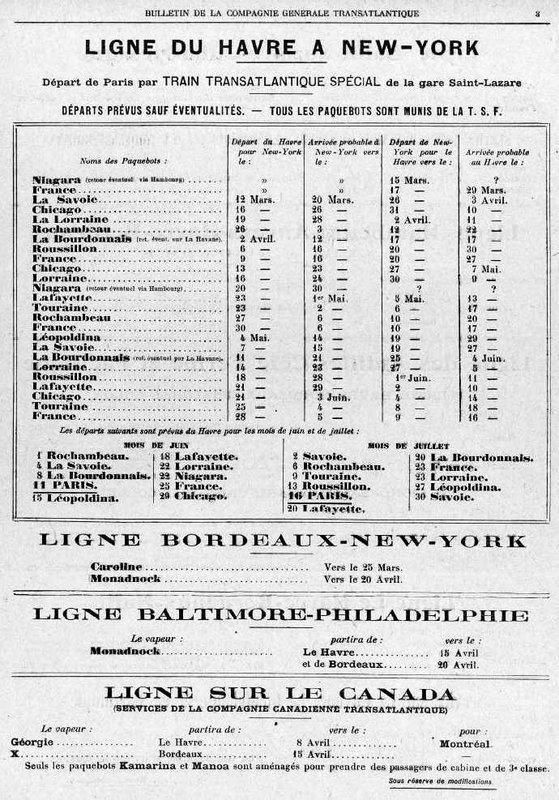 BULLETIN DE LA COMPAGNIE GENERALE TRANSATLANTIQUE 3
LIGNE DU HAVRE A NEW-YORK
Départ de Paris par TRAIN TRANSATLANTIQUE SPÉCIAL de la gare Saint-Lazare
DÉPARTS PRÉVUS SAUF ÉVENTUALITÉS. — TOUS LES PAQUEBOTS SONT MUNIS DE LA T. S. F.
Noms des Paquebots : Départ du Havre pour New-York le : Arrivée probable à New-York vers le : Départ de New-York pour le Havre vers le : Arrivée probable au Havre le :
Niagara (retour éventuel via Hambourg) » » 15 Mars. ?
France » » 17 — 29 Mars.
La Savoie 12 Mars. 20 Mars. 26 — 3 Avril.
Chicago 16 — 26 — 31 — 10 —
La Lorraine 19 — 28 — 2 Avril. 11 —
Rochambeau 26 — 3 — 12 — 22 —
La Bourdonnais (ret. évent. sur La Havane) 2 Avril. 12 — 17 — 17 —
Roussillon 6 — 16 — 20 — 30 —
France 9 — 16 — 20 — 27 —
Chicago 13 — 23 — 27 — 7 Mai.
Lorraine 16 — 24 — 30 — 9 —
Niagara (retour éventuel via Hambourg) 20 — 30 — ? ?
Lafayette 23 — 1er Mai. 5 Mai. 13 —
Touraine 23 — 2 — 6 — 17 —
Rochambeau 27 — 6 — 10 — 20 —
France 30 — 6 — 10 — 17 —
Léopoldina 4 Mai. 14 — 19 — 29 —
La Savoie 7 — 15 — 19 — 27 —
La Bourdonnais (ret. éventuel par La Havane) 11 — 21 — 25 — 4 Juin.
Lorraine 14 — 23 — 27 — 5 —
Roussillon 18 — 28 — 1er Juin. 11 —
Lafayette 21 — 29 — 2 — 10 —
Chicago 21 — 3 Juin. 4 — 14 —
Touraine 25 — 4 — 8 — 18 —
France 28 — 5 — 9 — 16 —
Les départs suivants sont prévus du Havre pour les mois de juin et de juillet :
MOIS DE JUIN MOIS DE JUILLET
1 Rochambeau. 18 Lafayette. 2 Savoie. 20 La Bourdonnais.
4 La Savoie. 22 Lorraine. 6 Rochambeau. 23 France.
8 La Bourdonnais. 22 Niagara. 9 Touraine. 23 Lorraine.
11 PARIS. 25 France. 13 Roussillon. 27 Léopoldina.
15 Léopoldina. 29 Chicago. 16 PARIS. 30 Savoie.
20 Lafayette.
LIGNE BORDEAUX-NEW-YORK
Caroline Vers le 25 Mars.
Monadnock Vers le 20 Avril.
LIGNE BALTIMORE-PHILADELPHIE
Le vapeur : partira de : vers le :
Monadnock Le Havre 15 Avril
et de Bordeaux 20 Avril.
LIGNE SUR LE CANADA
(SERVICES DE LA COMPAGNIE CANADIENNE TRANSATLANTIQUE)
Le vapeur : partira de : vers le : pour :
Géorgie Le Havre 8 Avril Montréal.
X Bordeaux 15 Avril —
Seuls les paquebots Kamarina et Manoa sont aménagés pour prendre des passagers de cabine et de 3e classe.
Sous réserve de modifications.